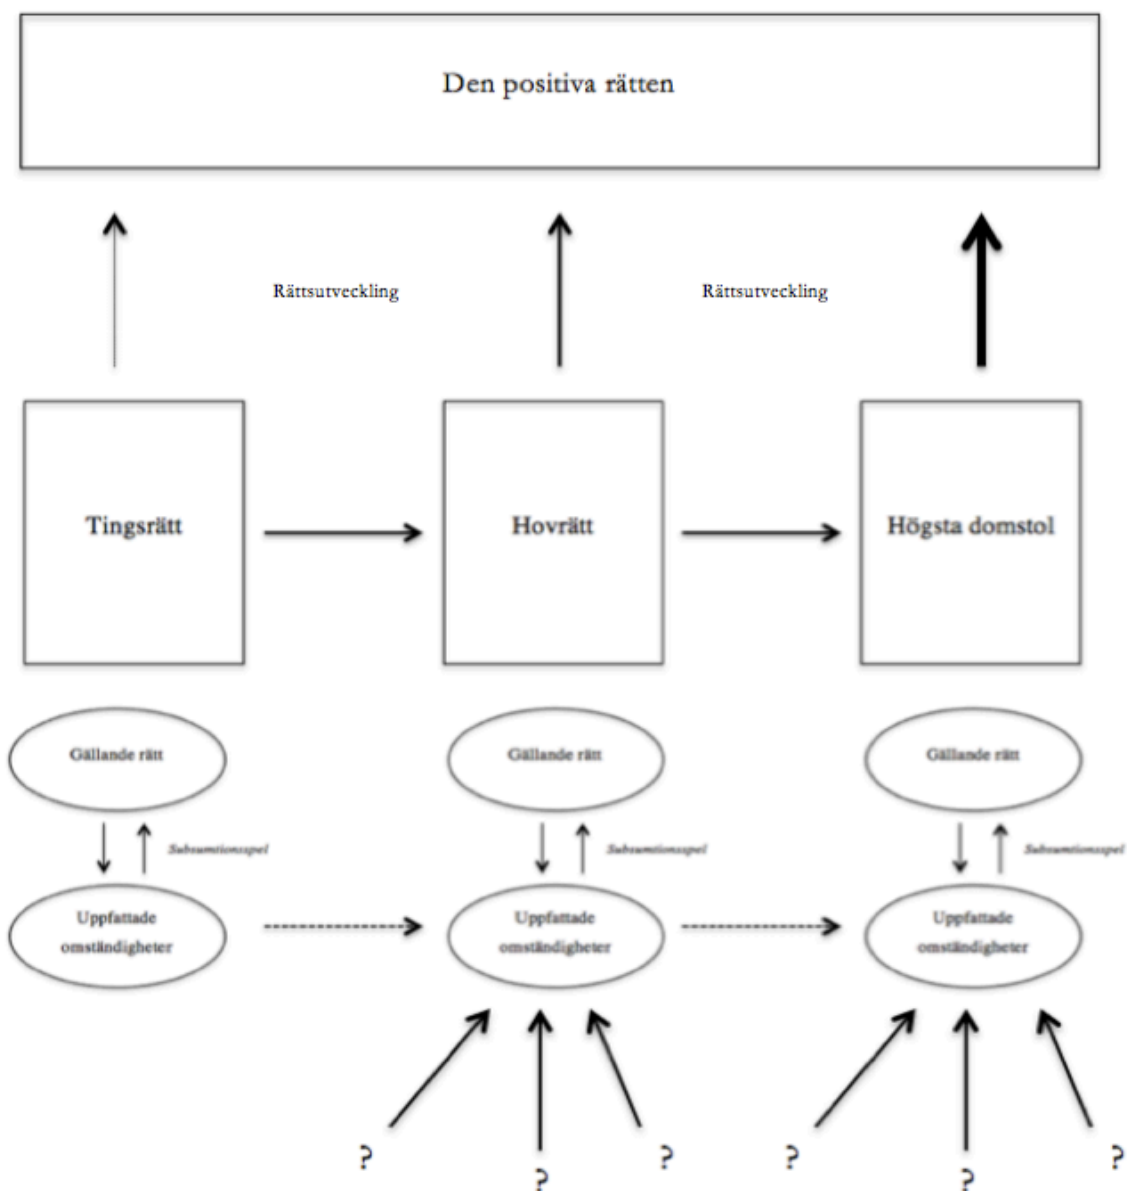 Den positiva rätten
Rättsutveckling
Rättsutveckling
Tingsrätt
Hovrätt
Högsta domstol
Gällande rätt
Gällande rätt
Gällande rätt
Subsumtionsspel
Subsumtionsspel
Subsumtionsspel
Uppfattade
omständigheter
Uppfattade
omständigheter
Uppfattade
omständigheter
?
?
?
?
?
?